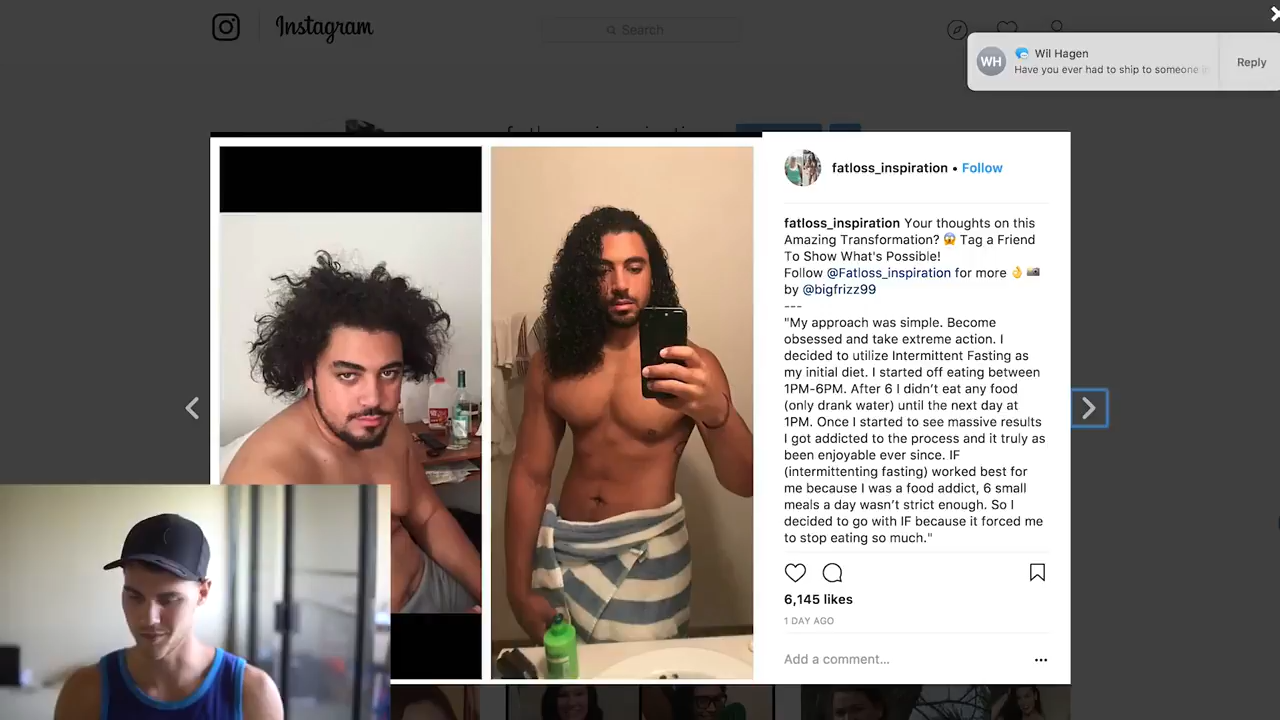 Instagram
Search
WH
Wil Hagen
Have you ever had to ship to someone
Reply
fatloss_inspiration • Follow
fatloss_inspiration Your thoughts on this
Amazing Transformation? 😱 Tag a Friend
To Show What's Possible!
Follow @Fatloss_inspiration for more 👌 📷
by @bigfrizz99
---
"My approach was simple. Become
obsessed and take extreme action. I
decided to utilize Intermittent Fasting as
my initial diet. I started off eating between
1PM-6PM. After 6 I didn't eat any food
(only drank water) until the next day at
1PM. Once I started to see massive results
I got addicted to the process and it truly as
been enjoyable ever since. IF
(intermittenting fasting) worked best for
me because I was a food addict, 6 small
meals a day wasn't strict enough. So I
decided to go with IF because it forced me
to stop eating so much."
6,145 likes
1 DAY AGO
Add a comment...